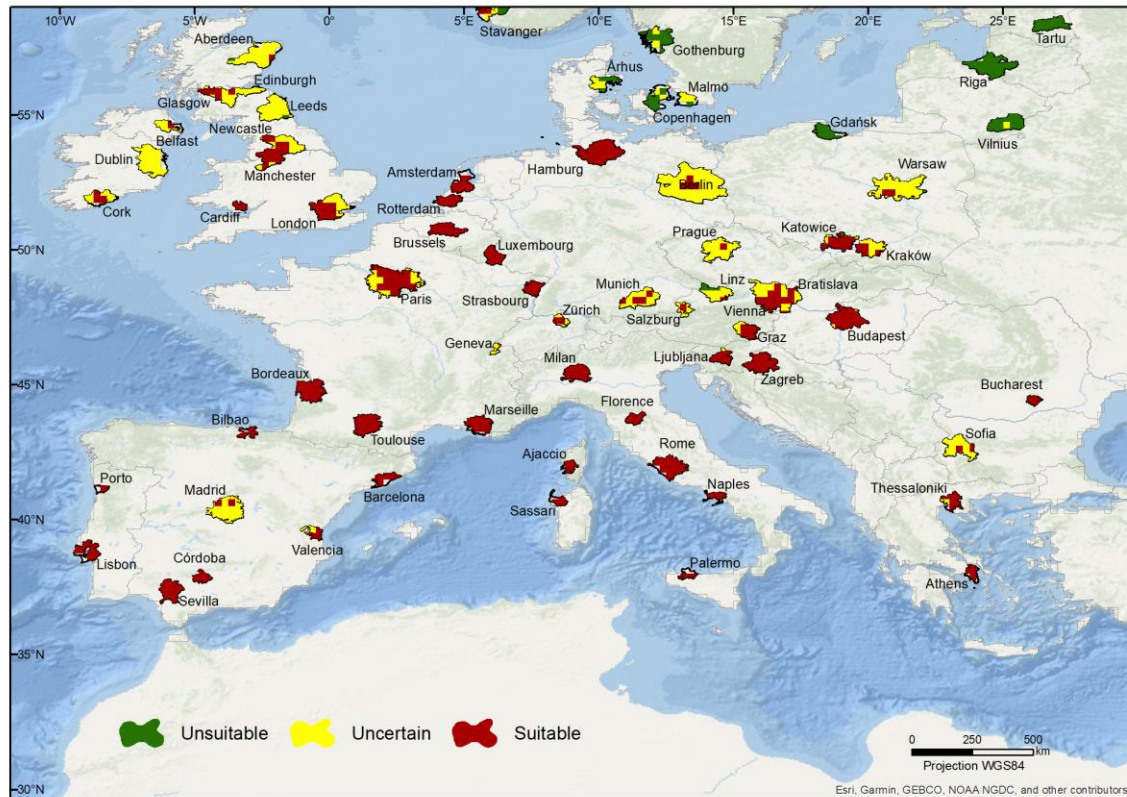 10°W 5°W 0° 5°E 10°E 15°E 20°E 25°E
Stavanger
Tartu
Aberdeen
Gothenburg
Århus
Riga
Edinburgh
Malmö
Glasgow
Leeds
55°N
Copenhagen
Gdańsk
Newcastle
Vilnius
Belfast
Dublin
Hamburg
Warsaw
Amsterdam
Manchester
Berlin
Rotterdam
Cork
Cardiff
London
Katowice
Prague
Brussels
Luxembourg
50°N
Kraków
Munich
Linz
Bratislava
Paris
Strasbourg
Zürich
Vienna
Salzburg
Budapest
Graz
Geneva
Milan
Ljubljana
Bordeaux
Zagreb
45°N
Bucharest
Florence
Marseille
Bilbao
Toulouse
Sofia
Rome
Ajaccio
Porto
Thessaloniki
Madrid
Naples
Barcelona
Sassari
40°N
Valencia
Córdoba
Palermo
Lisbon
Athens
Sevilla
35°N
Unsuitable Uncertain Suitable
0 250 500
km
Projection WGS84
30°N
Esri, Garmin, GEBCO, NOAA NGDC, and other contributors